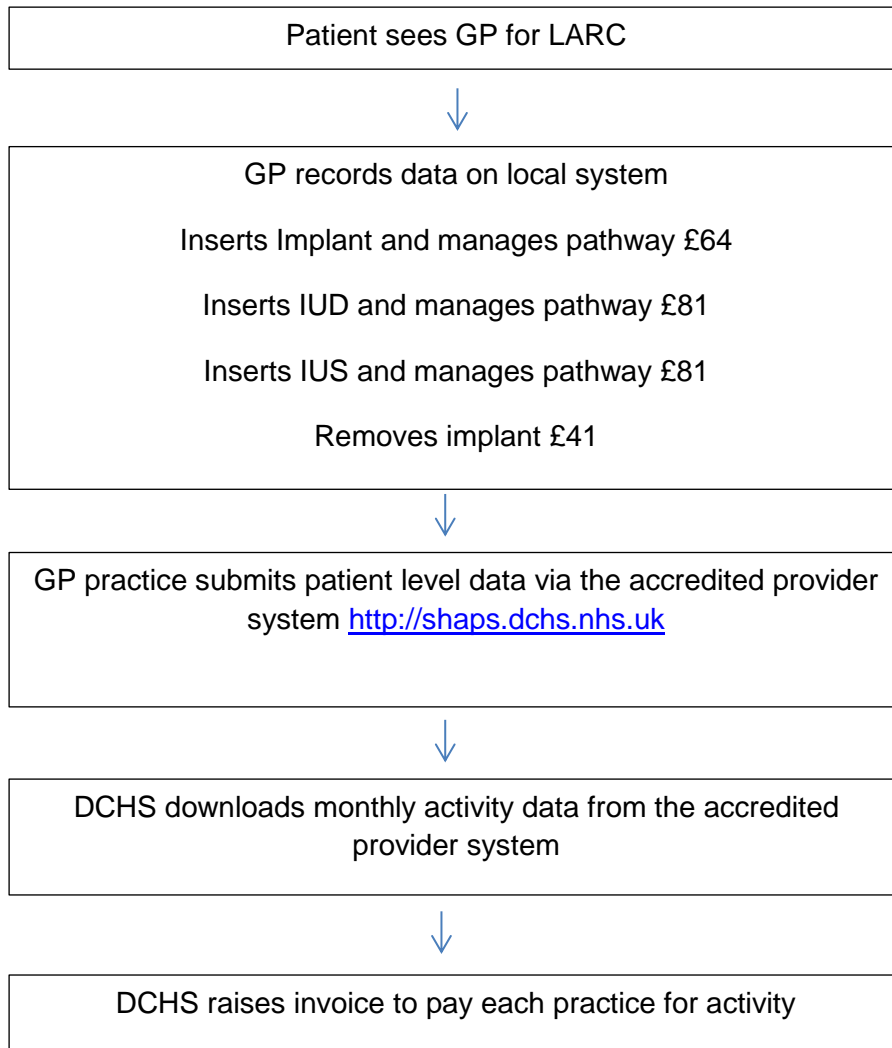 Patient sees GP for LARC
GP records data on local system
Inserts Implant and manages pathway £64
Inserts IUD and manages pathway £81
Inserts IUS and manages pathway £81
Removes implant £41
GP practice submits patient level data via the accredited provider
system http://shaps.dchs.nhs.uk
DCHS downloads monthly activity data from the accredited
provider system
DCHS raises invoice to pay each practice for activity